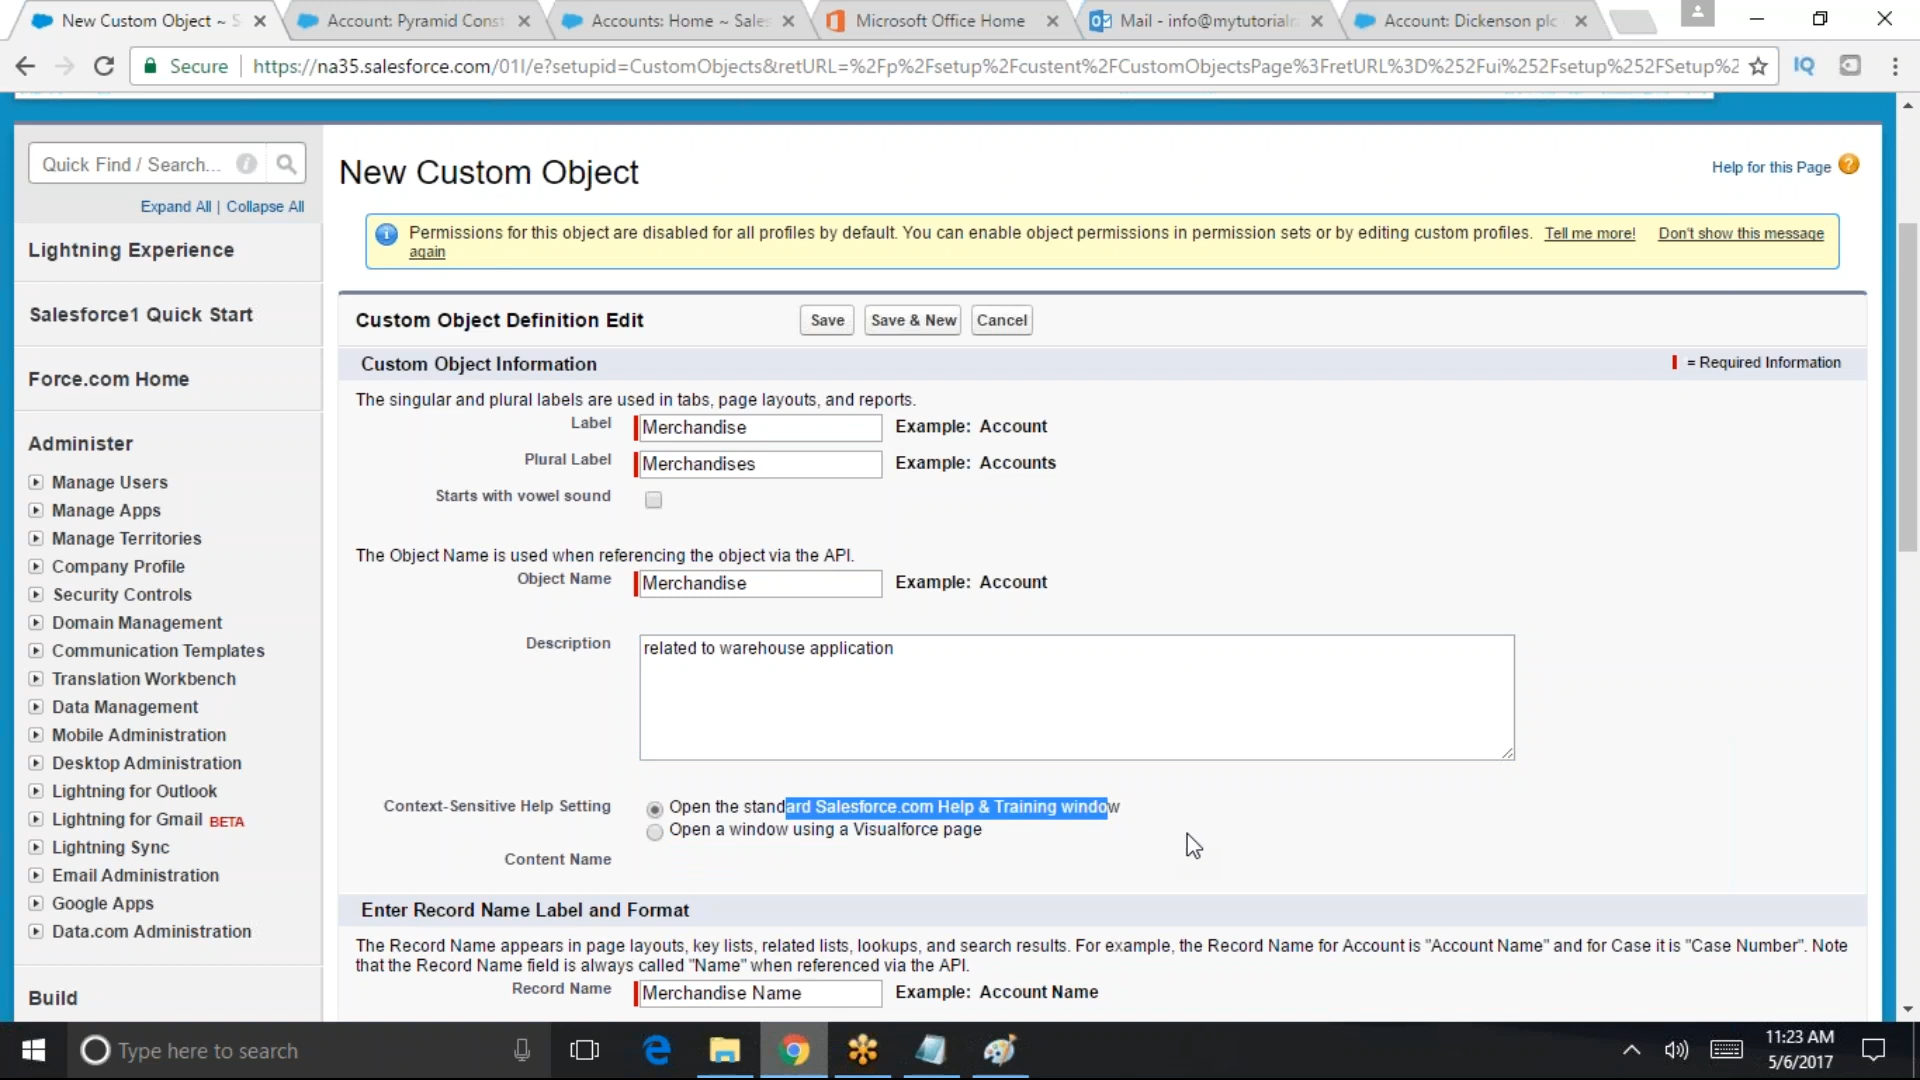 New Custom Object ~ S
Account: Pyramid Const
Accounts: Home ~ Sales
Microsoft Office Home
Mail - info@mytutorialr
Account: Dickenson plc
Secure
https://na35.salesforce.com/01I/e?setupid=CustomObjects&retURL=%2Fp%2Fsetup%2Fcustent%2FCustomObjectsPage%3FretURL%3D%252Fui%252Fsetup%252FSetup%2
IQ
Quick Find / Search...
Expand All | Collapse All
Lightning Experience
Salesforce1 Quick Start
Force.com Home
Administer
Manage Users
Manage Apps
Manage Territories
Company Profile
Security Controls
Domain Management
Communication Templates
Translation Workbench
Data Management
Mobile Administration
Desktop Administration
Lightning for Outlook
Lightning for Gmail BETA
Lightning Sync
Email Administration
Google Apps
Data.com Administration
Build
New Custom Object
Help for this Page ?
Permissions for this object are disabled for all profiles by default. You can enable object permissions in permission sets or by editing custom profiles. Tell me more! Don't show this message
again
Custom Object Definition Edit Save Save & New Cancel
Custom Object Information
= Required Information
The singular and plural labels are used in tabs, page layouts, and reports.
Label Merchandise Example: Account
Plural Label Merchandises Example: Accounts
Starts with vowel sound
The Object Name is used when referencing the object via the API.
Object Name Merchandise Example: Account
Description related to warehouse application
Context-Sensitive Help Setting Open the standard Salesforce.com Help & Training window
Open a window using a Visualforce page
Content Name
Enter Record Name Label and Format
The Record Name appears in page layouts, key lists, related lists, lookups, and search results. For example, the Record Name for Account is "Account Name" and for Case it is "Case Number". Note
that the Record Name field is always called "Name" when referenced via the API.
Record Name Merchandise Name Example: Account Name
Type here to search
11:23 AM
5/6/2017